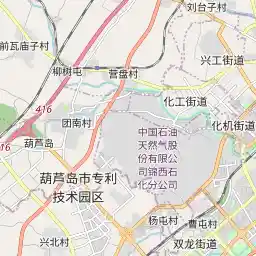 刘台子村
前瓦庙子村
兴工街道
柳树屯
营盘村
化工街道
416
团南村
化机街道
葫芦岛
中国石油
天然气股
份有限公
司锦西石
化分公司
416
葫芦岛市专利
技术园区
杨屯村
曹屯村
兴北村
双龙街道